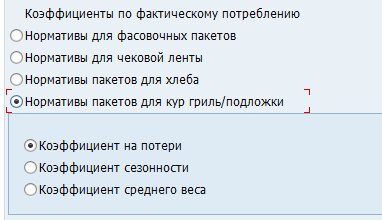 Коэффициенты по фактическому потреблению
Нормативы для фасовочных пакетов
Нормативы для чековой ленты
Нормативы пакетов для хлеба
Нормативы пакетов для кур гриль/подложки
Коэффициент на потери
Коэффициент сезонности
Коэффициент среднего веса